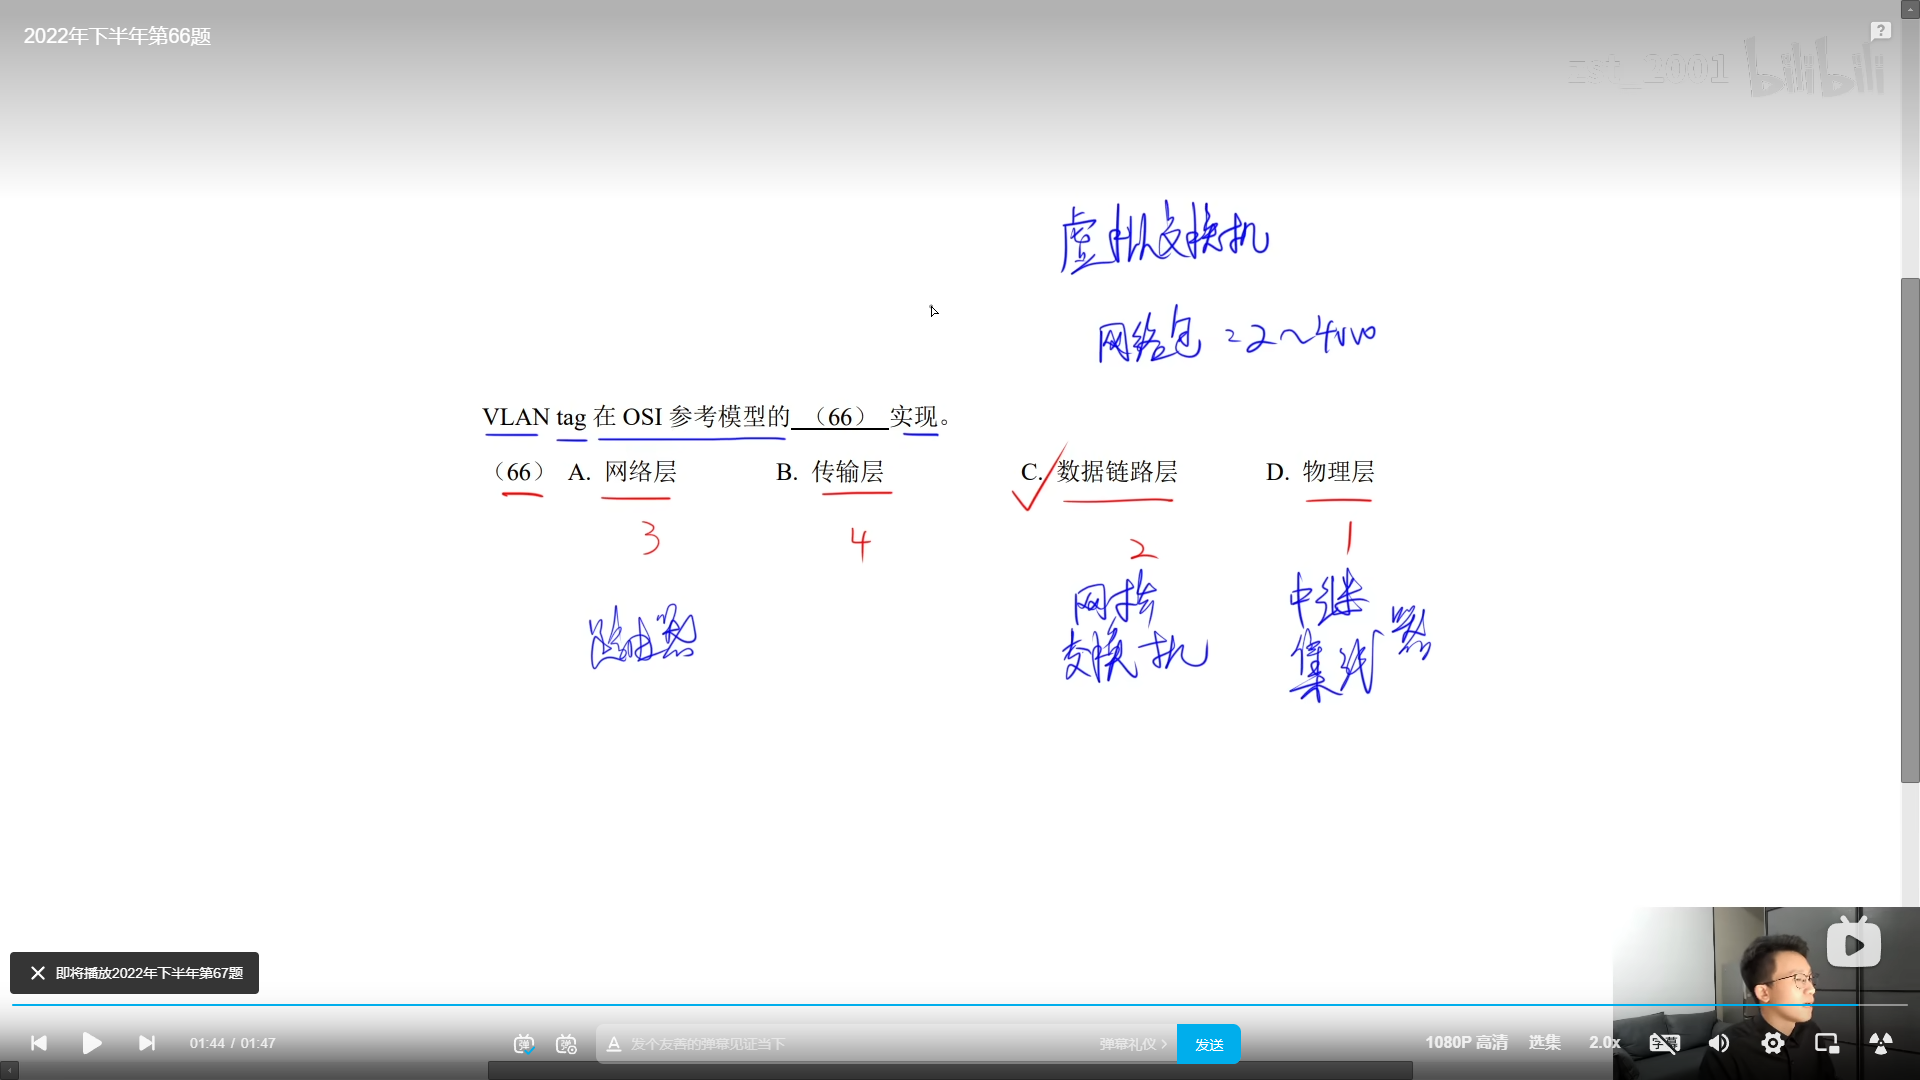 2022年下半年第66题
bilibili
虚拟交换机
网络包 = 2~4
VLAN tag 在 OSI 参考模型的 （66） 实现。
（66） A. 网络层 B. 传输层 C. 数据链路层 D. 物理层
3 4 2 1
路由器 网桥 中继
交换机 集线 器
即将播放2022年下半年第67题
01:44 / 01:47 弹 弹 A 发个友善的弹幕见证当下 弹幕礼仪 发送 1080P 高清 选集 2.0x 字幕